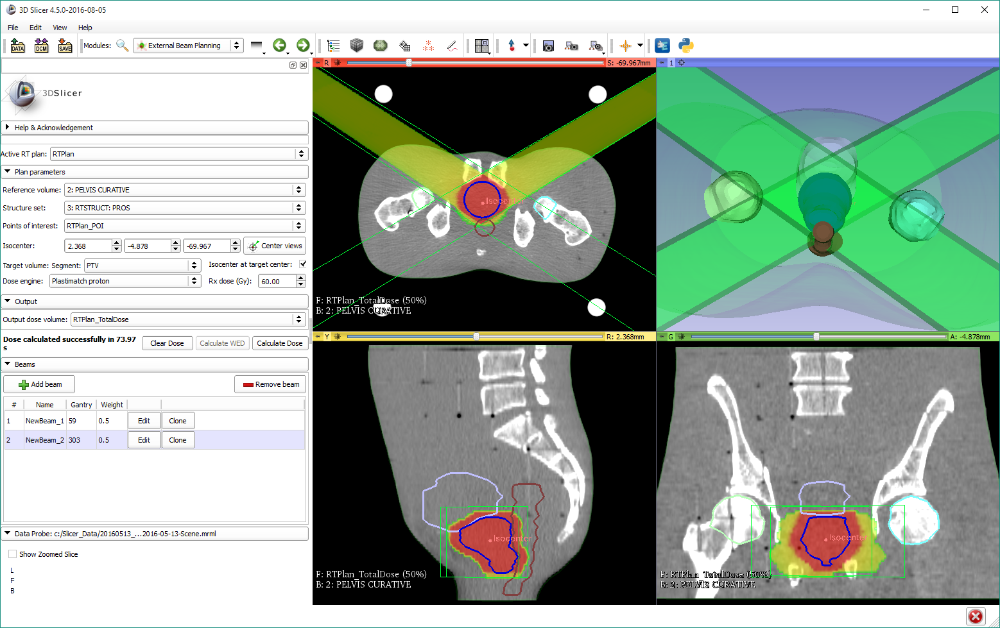 3D Slicer 4.5.0-2016-08-05
File Edit View Help
DATA DCM SAVE Modules: External Beam Planning
R S: -69.967mm
1
3DSlicer
Help & Acknowledgement
Active RT plan: RTPlan
Plan parameters
Reference volume: 2: PELVIS CURATIVE
Structure set: 3: RTSTRUCT: PROS
Points of interest: RTPlan_POI
Isocenter: 2.368 -4.878 -69.967 Center views
Target volume: Segment: PTV Isocenter at target center:
Dose engine: Plastimatch proton Rx dose (Gy): 60.00
Output
Output dose volume: RTPlan_TotalDose
Dose calculated successfully in 73.97
s
Clear Dose Calculate WED Calculate Dose
Beams
Add beam Remove beam
# Name Gantry Weight
1 NewBeam_1 59 0.5 Edit Clone
2 NewBeam_2 303 0.5 Edit Clone
Data Probe: c:/Slicer_Data/20160513_...2016-05-13-Scene.mrml
Show Zoomed Slice
L
F
B
Isocenter
F: RTPlan_TotalDose (50%)
B: 2: PELVIS CURATIVE
Y R: 2.368mm
Isocenter
F: RTPlan_TotalDose (50%)
B: 2: PELVIS CURATIVE
G A: -4.878mm
Isocenter
F: RTPlan_TotalDose (50%)
B: 2: PELVIS CURATIVE